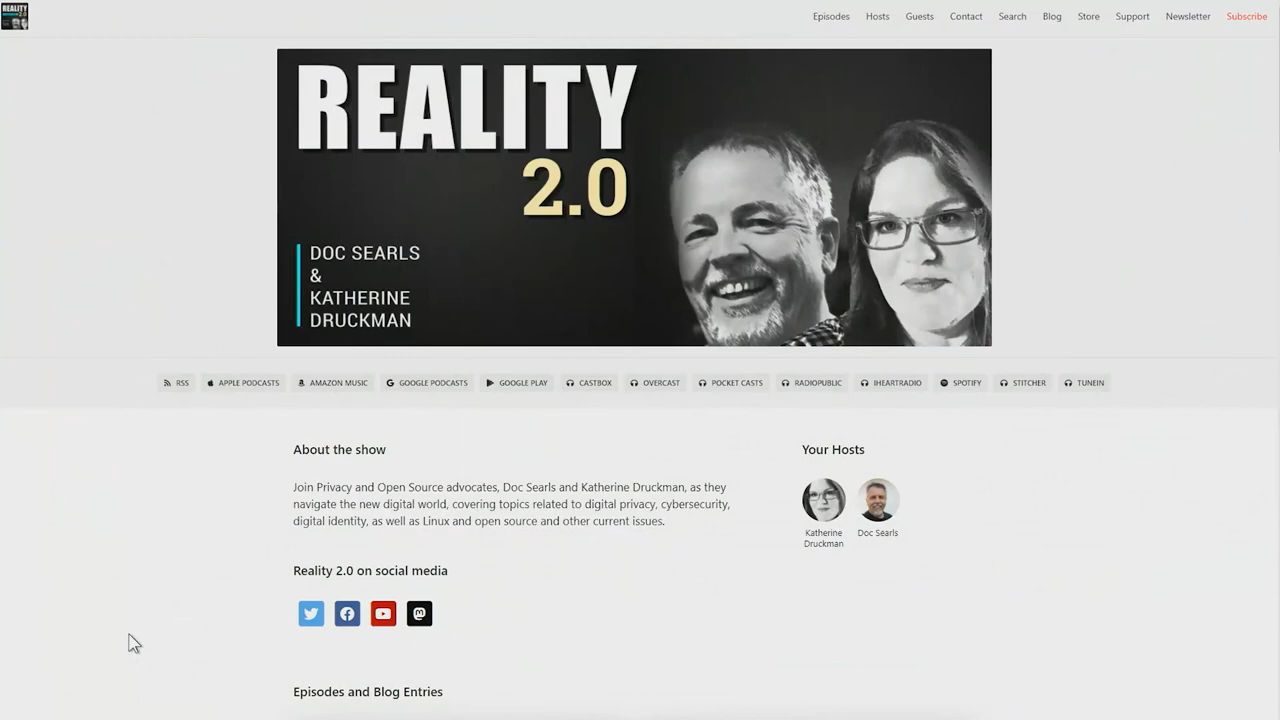 REALITY
2.0
Episodes Hosts Guests Contact Search Blog Store Support Newsletter Subscribe
REALITY
2.0
DOC SEARLS
&
KATHERINE
DRUCKMAN
RSS APPLE PODCASTS AMAZON MUSIC GOOGLE PODCASTS GOOGLE PLAY CASTBOX OVERCAST POCKET CASTS RADIOPUBLIC IHEARTRADIO SPOTIFY STITCHER TUNEIN
About the show
Join Privacy and Open Source advocates, Doc Searls and Katherine Druckman, as they
navigate the new digital world, covering topics related to digital privacy, cybersecurity,
digital identity, as well as Linux and open source and other current issues.
Reality 2.0 on social media
Episodes and Blog Entries
Your Hosts
Katherine
Druckman
Doc Searls